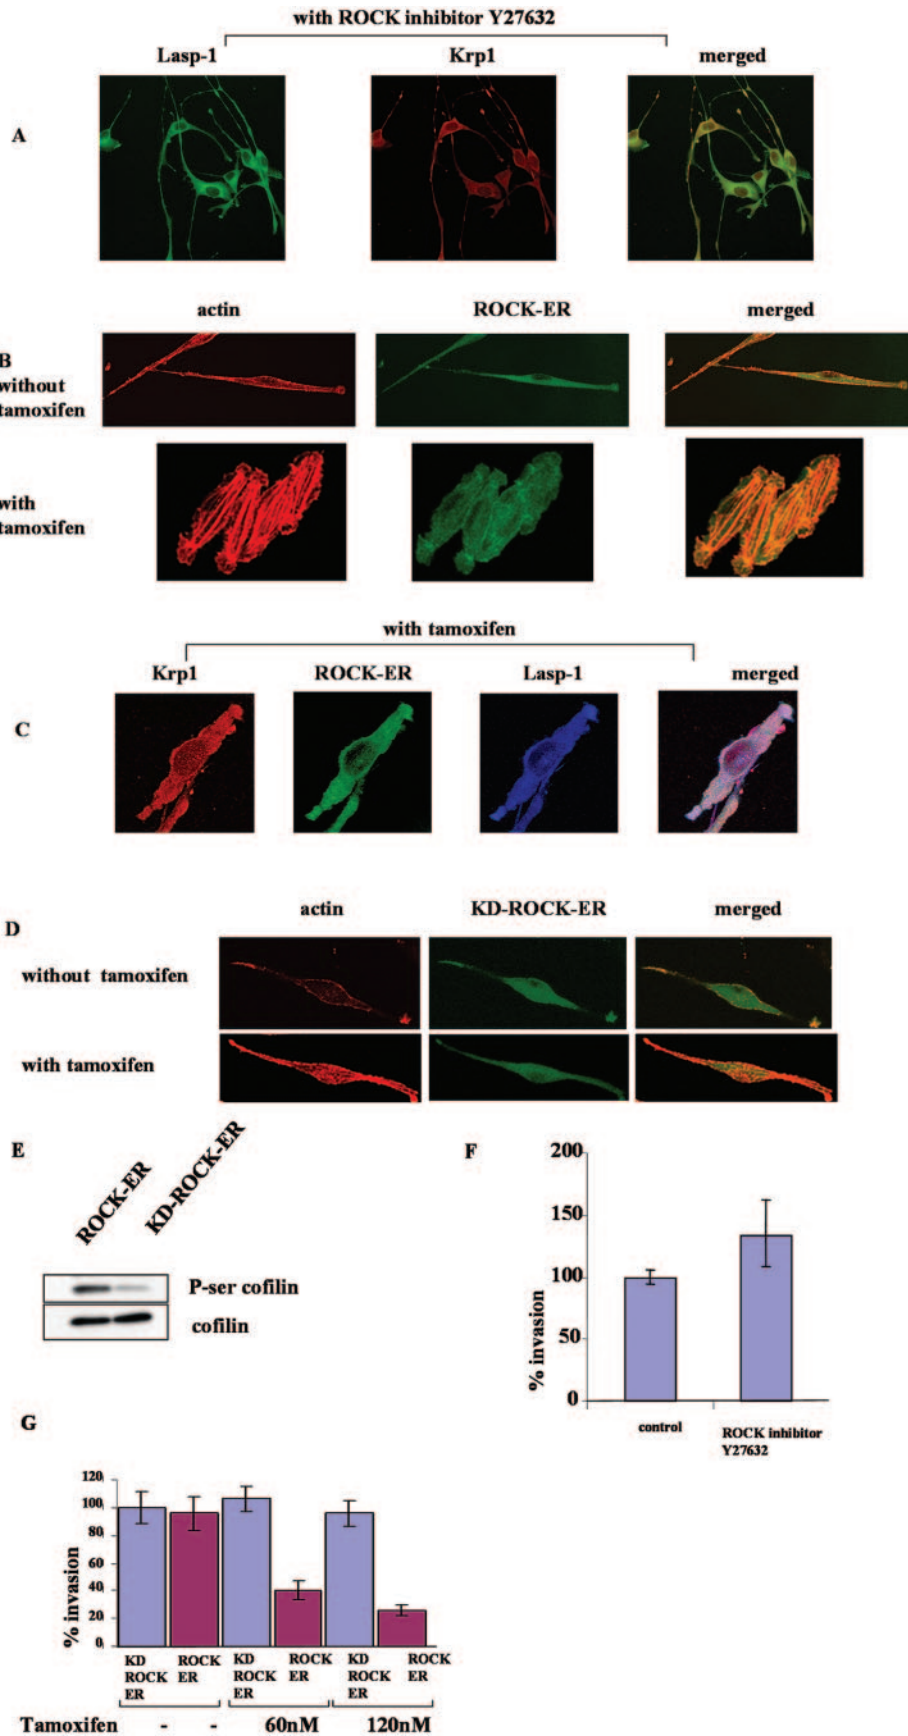 with ROCK inhibitor Y27632
Lasp-1 Krp1 merged
A
actin ROCK-ER merged
B
without
tamoxifen
with
tamoxifen
with tamoxifen
Krp1 ROCK-ER Lasp-1 merged
C
actin KD-ROCK-ER merged
D
without tamoxifen
with tamoxifen
E
ROCK-ER
KD-ROCK-ER
P-ser cofilin
cofilin
F
200
150
100
50
0
% invasion
control
ROCK inhibitor
Y27632
G
120
100
80
60
40
20
0
% invasion
KD ROCK ER
ROCK ER
KD ROCK ER
ROCK ER
KD ROCK ER
ROCK ER
Tamoxifen - - 60nM 120nM